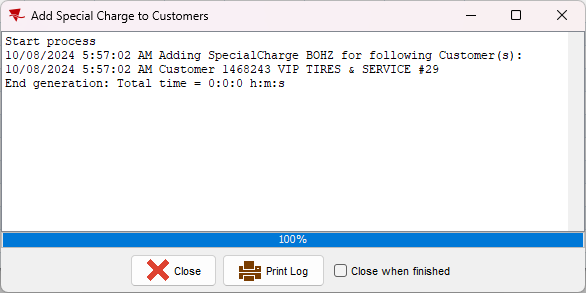 Add Special Charge to Customers
Start process
10/08/2024 5:57:02 AM Adding SpecialCharge BOHZ for following Customer(s):
10/08/2024 5:57:02 AM Customer 1468243 VIP TIRES & SERVICE #29
End generation: Total time = 0:0:0 h:m:s
100%
Close
Print Log
Close when finished